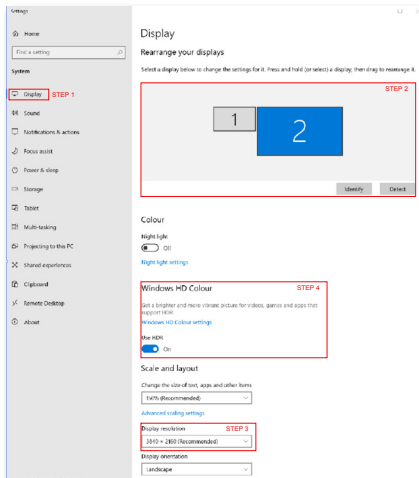 Settings
Home
Find a setting
System
Display STEP 1
Sound
Notifications & actions
Focus assist
Power & sleep
Storage
Tablet
Multi-tasking
Projecting to this PC
Shared experiences
Clipboard
Remote Desktop
About
Display
Rearrange your displays
Select a display below to change the settings for it. Press and hold (or select) a display, then drag to rearrange it.
STEP 2
1
2
Identify Detect
Colour
Night light
Off
Night light settings
Windows HD Colour STEP 4
Get a brighter and more vibrant picture for videos, games and apps that
support HDR.
Windows HD Colour settings
Use HDR
On
Scale and layout
Change the size of text, apps and other items
150% (Recommended)
Advanced scaling settings
Display resolution STEP 3
3840 × 2160 (Recommended)
Display orientation
Landscape